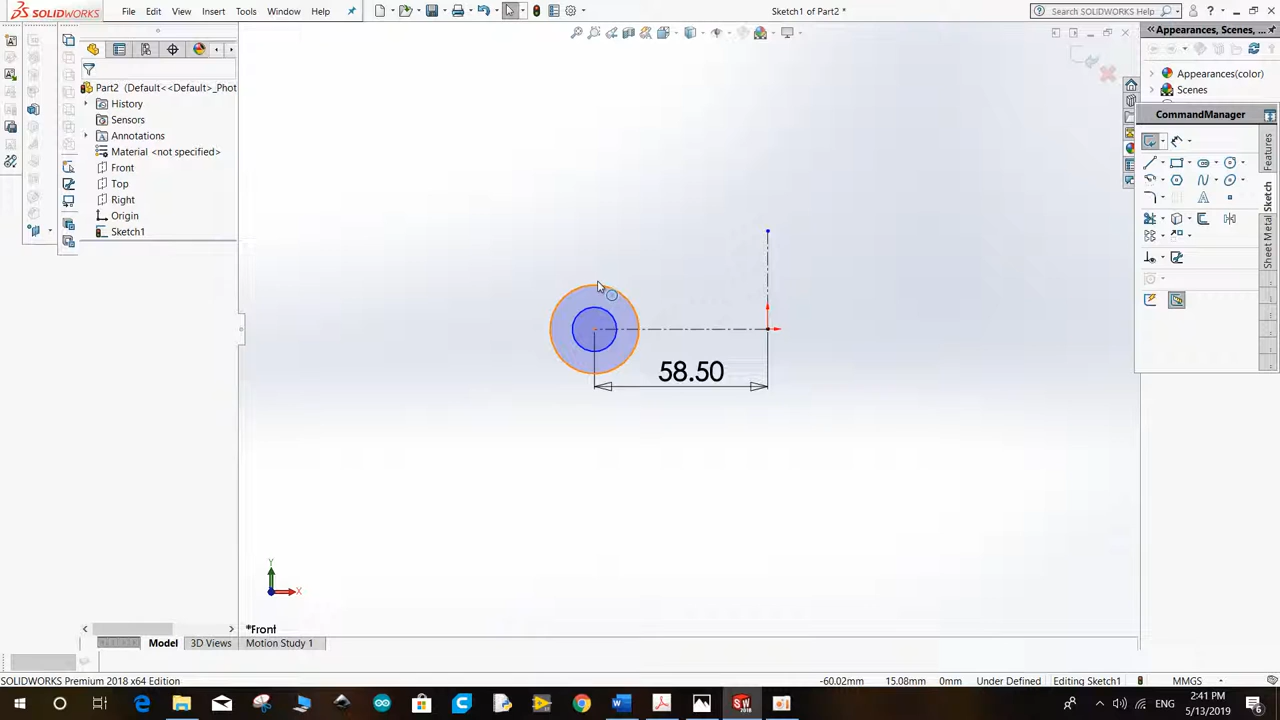 SOLIDWORKS File Edit View Insert Tools Window Help Sketch1 of Part2 * Search SOLIDWORKS Help
Appearances, Scenes, ...
Appearances(color)
Scenes
CommandManager
Features
Sketch
Sheet Metal
Part2 (Default<<Default>_Phot
History
Sensors
Annotations
Material <not specified>
Front
Top
Right
Origin
Sketch1
58.50
Y
X
*Front
Model 3D Views Motion Study 1
SOLIDWORKS Premium 2018 x64 Edition -60.02mm 15.08mm 0mm Under Defined Editing Sketch1 MMGS
ENG 2:41 PM
5/13/2019